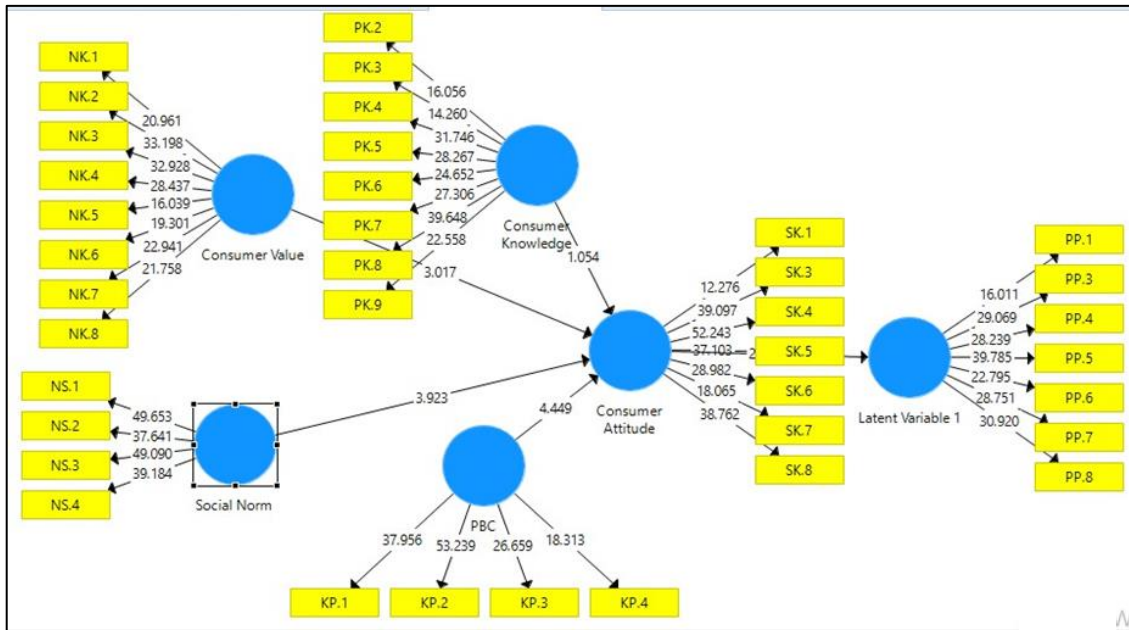 NK.1
NK.2
NK.3
NK.4
NK.5
NK.6
NK.7
NK.8
20.961
33.198
32.928
28.437
16.039
19.301
22.941
21.758
Consumer Value
PK.2
PK.3
PK.4
PK.5
PK.6
PK.7
PK.8
PK.9
16.056
14.260
31.746
28.267
24.652
27.306
39.648
22.558
Consumer
Knowledge
3.017
1.054
NS.1
NS.2
NS.3
NS.4
49.653
37.641
49.090
39.184
Social Norm
3.923
4.449
PBC
37.956
53.239
26.659
18.313
KP.1
KP.2
KP.3
KP.4
Consumer
Attitude
12.276
39.097
52.243
37.103
28.982
18.065
38.762
SK.1
SK.3
SK.4
SK.5
SK.6
SK.7
SK.8
Latent Variable 1
16.011
29.069
28.239
39.785
22.795
28.751
30.920
PP.1
PP.3
PP.4
PP.5
PP.6
PP.7
PP.8